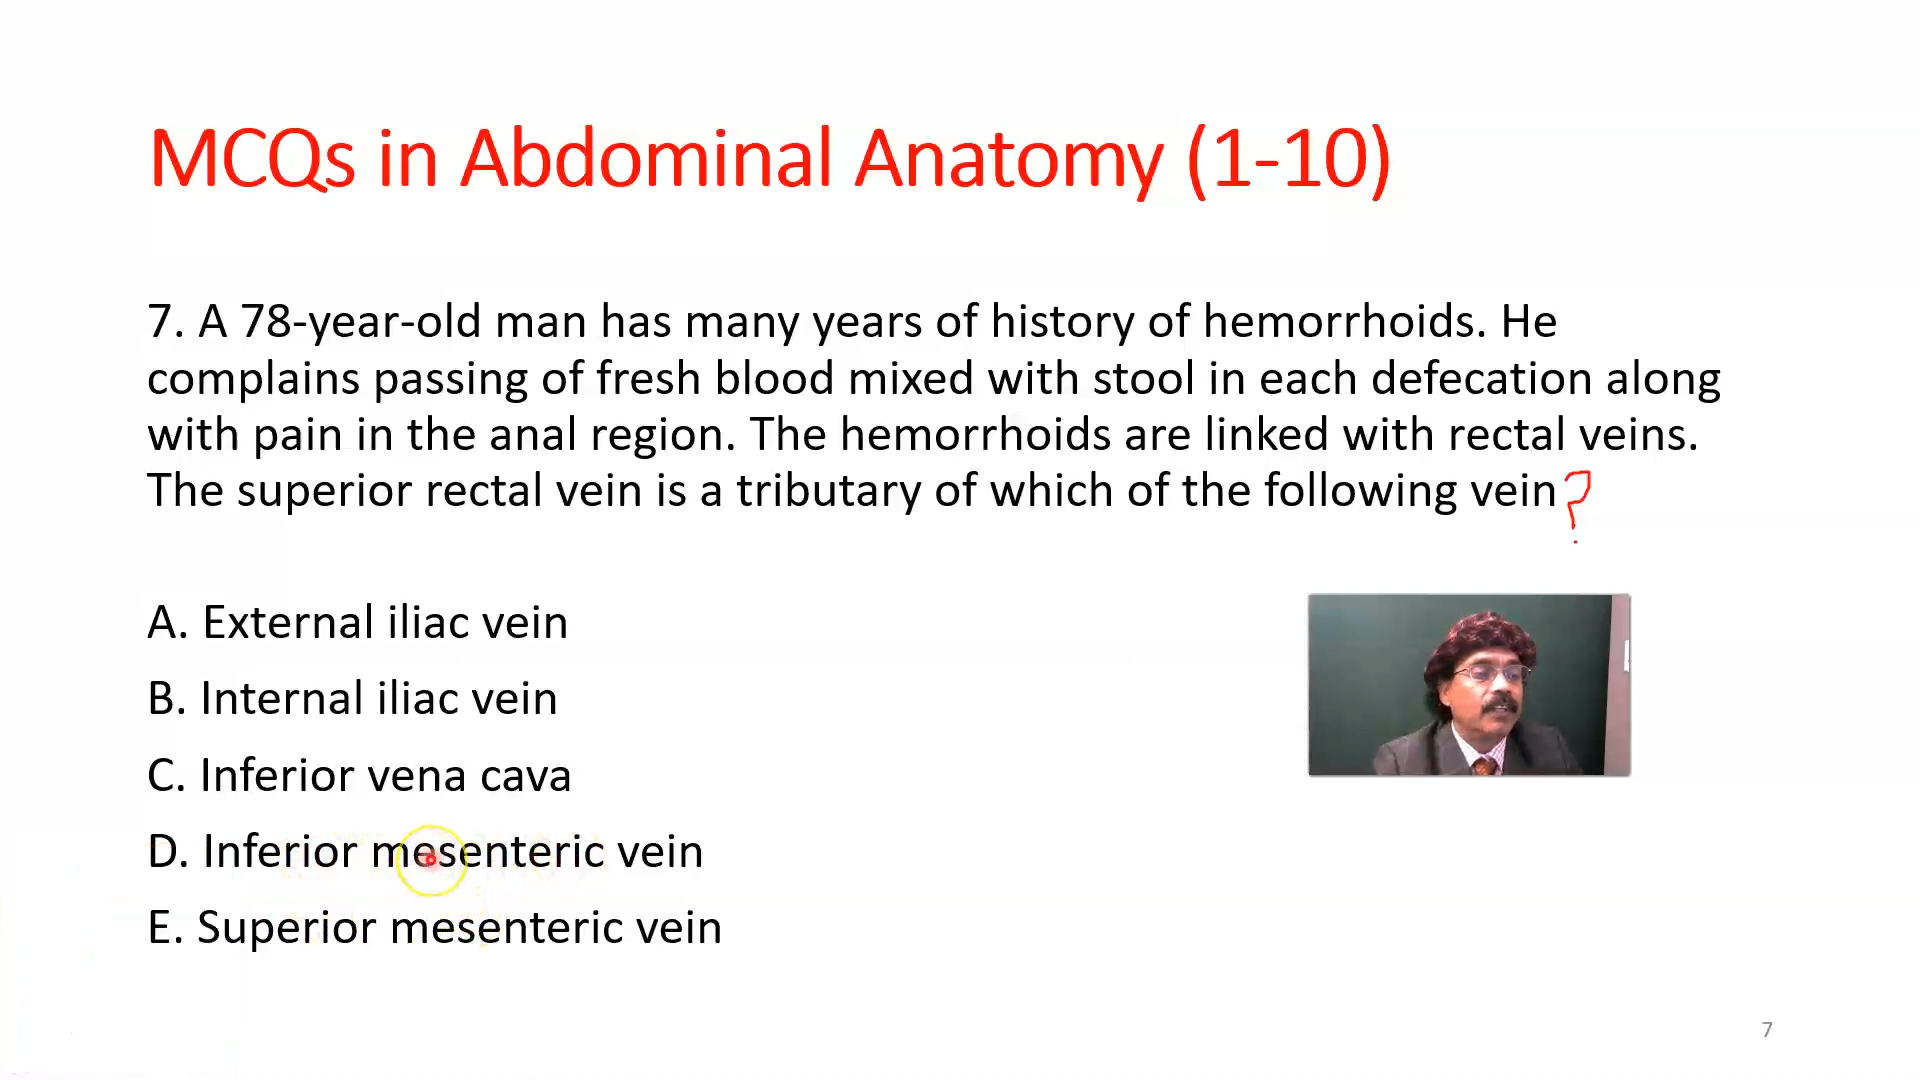 MCQs in Abdominal Anatomy (1-10)
7. A 78-year-old man has many years of history of hemorrhoids. He
complains passing of fresh blood mixed with stool in each defecation along
with pain in the anal region. The hemorrhoids are linked with rectal veins.
The superior rectal vein is a tributary of which of the following vein?
A. External iliac vein
B. Internal iliac vein
C. Inferior vena cava
D. Inferior mesenteric vein
E. Superior mesenteric vein
7